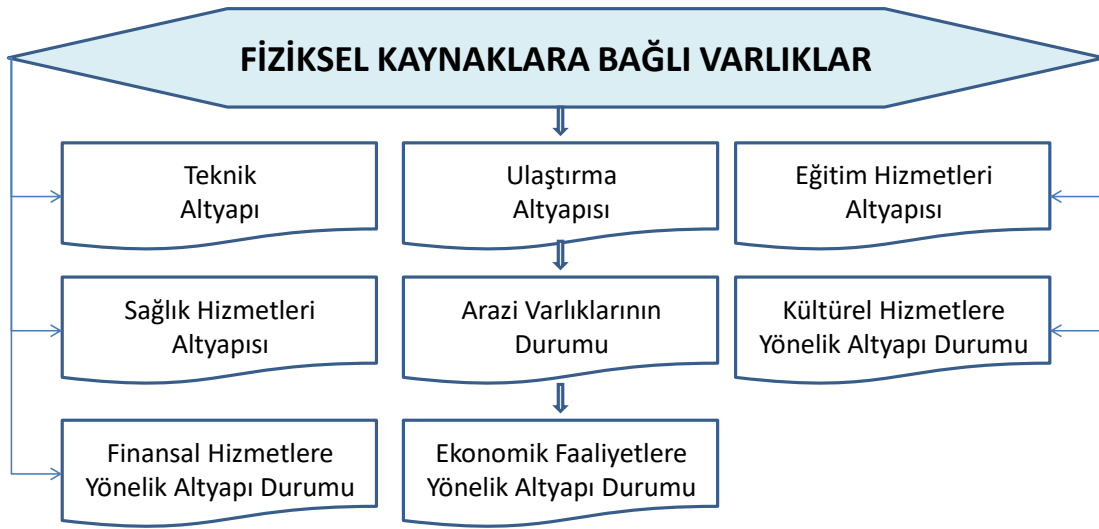 FİZİKSEL KAYNAKLARA BAĞLI VARLIKLAR
Teknik
Altyapı
Ulaştırma
Altyapısı
Eğitim Hizmetleri
Altyapısı
Sağlık Hizmetleri
Altyapısı
Arazi Varlıklarının
Durumu
Kültürel Hizmetlere
Yönelik Altyapı Durumu
Finansal Hizmetlere
Yönelik Altyapı Durumu
Ekonomik Faaliyetlere
Yönelik Altyapı Durumu